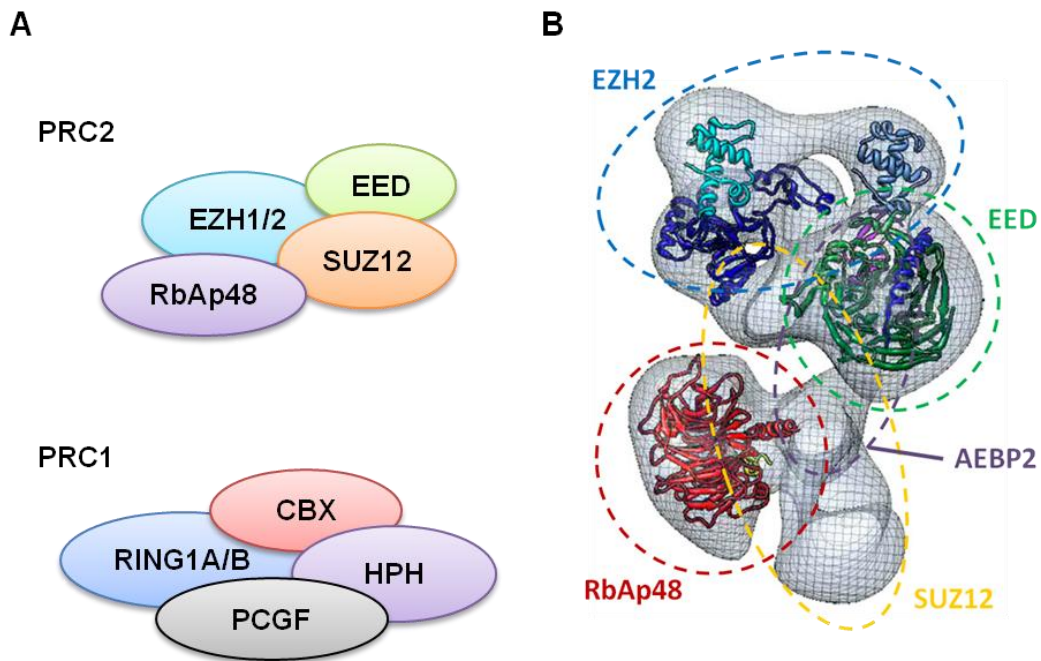 A
PRC2
EED
EZH1/2
SUZ12
RbAp48
PRC1
CBX
RING1A/B
HPH
PCGF
B
EZH2
EED
AEBP2
RbAp48
SUZ12